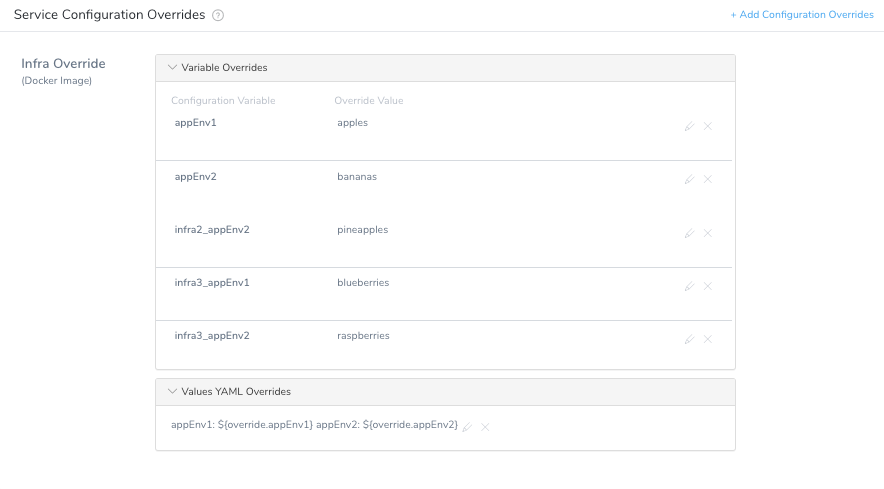 Service Configuration Overrides ?
+ Add Configuration Overrides
Infra Override
(Docker Image)
Variable Overrides
Configuration Variable Override Value
appEnv1 apples
appEnv2 bananas
infra2_appEnv2 pineapples
infra3_appEnv1 blueberries
infra3_appEnv2 raspberries
Values YAML Overrides
appEnv1: ${override.appEnv1} appEnv2: ${override.appEnv2}